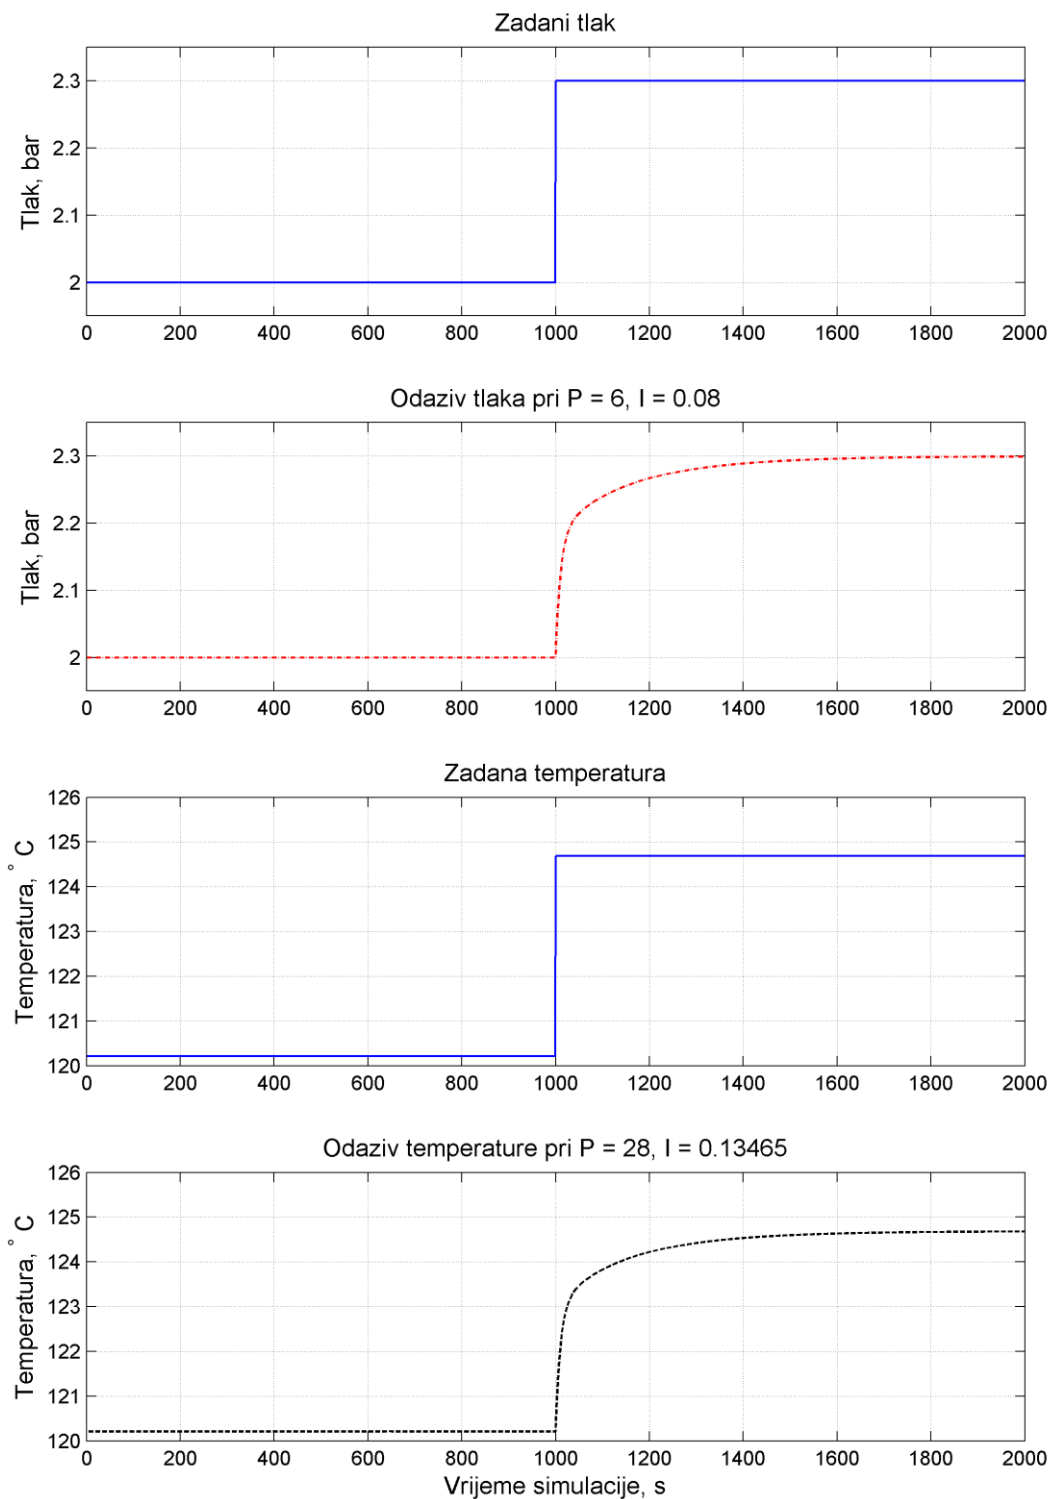 Zadani tlak
Tlak, bar
2.3
2.2
2.1
2
0 200 400 600 800 1000 1200 1400 1600 1800 2000
Odaziv tlaka pri P = 6, I = 0.08
Tlak, bar
2.3
2.2
2.1
2
0 200 400 600 800 1000 1200 1400 1600 1800 2000
Zadana temperatura
Temperatura, ° C
126
125
124
123
122
121
120
0 200 400 600 800 1000 1200 1400 1600 1800 2000
Odaziv temperature pri P = 28, I = 0.13465
Temperatura, ° C
126
125
124
123
122
121
120
0 200 400 600 800 1000 1200 1400 1600 1800 2000
Vrijeme simulacije, s